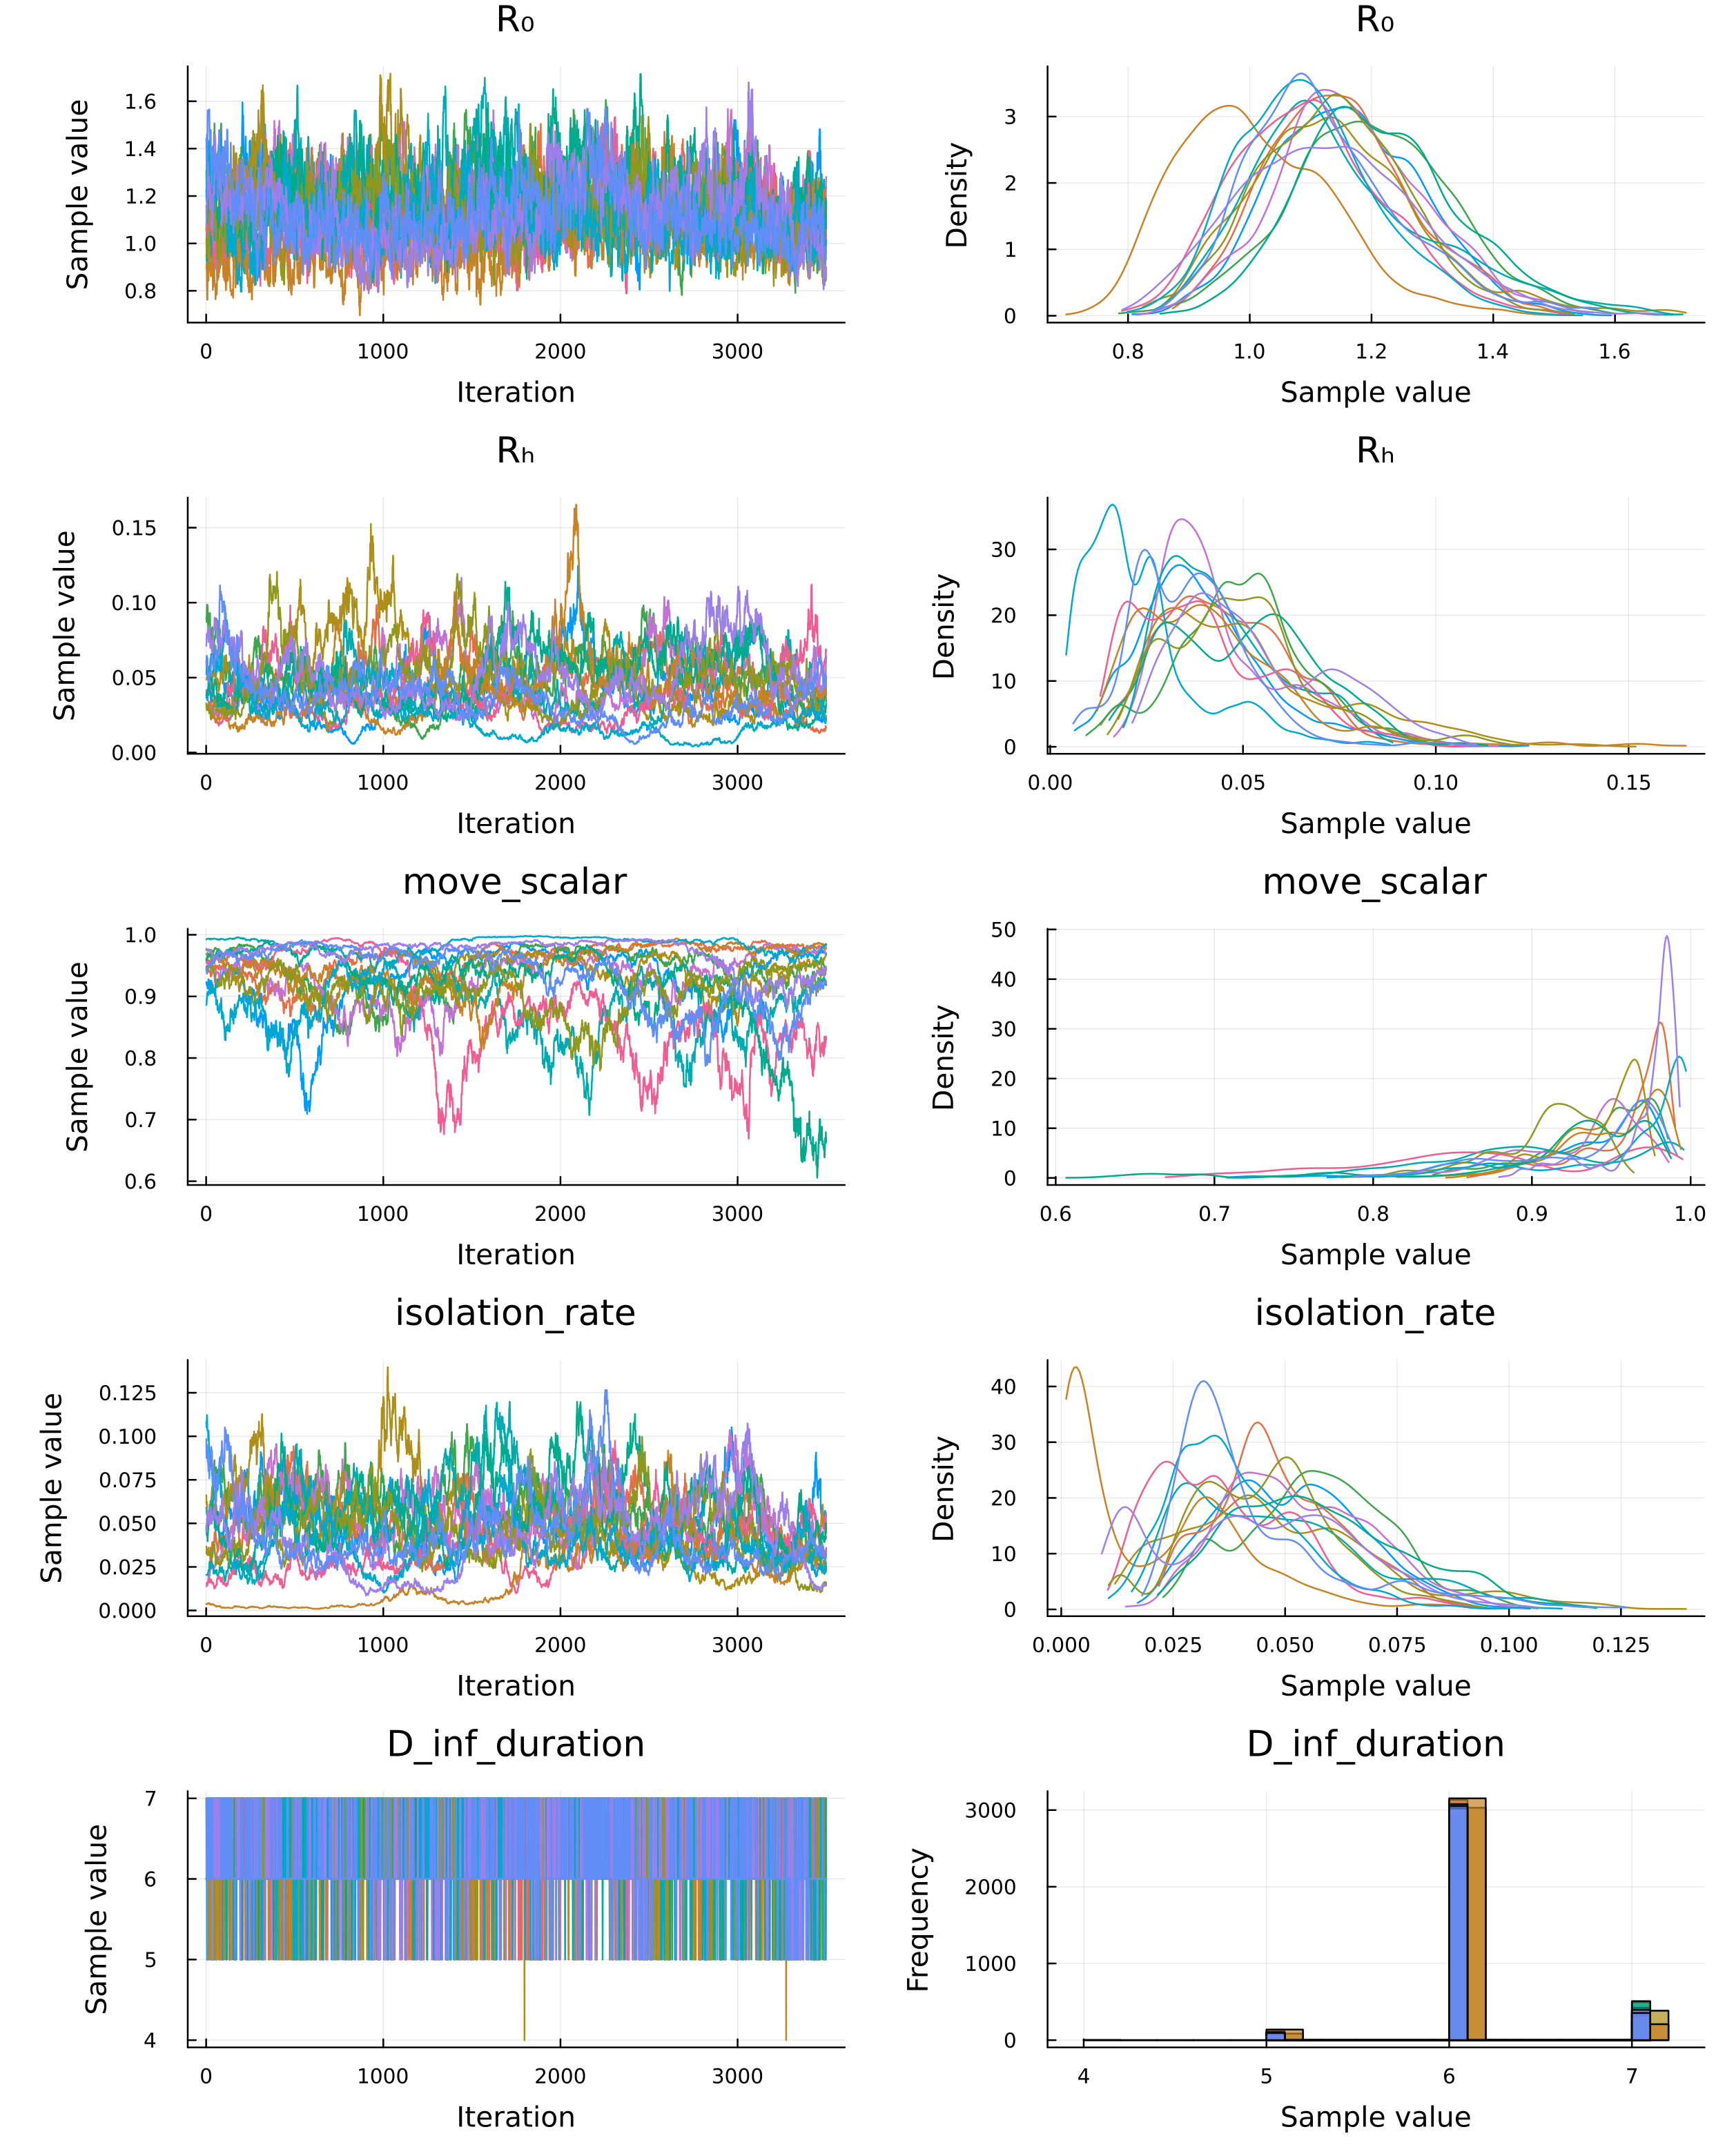 R₀ R₀
Sample value
1.6
1.4
1.2
1.0
0.8
0 1000 2000 3000
Iteration
Density
3
2
1
0
0.8 1.0 1.2 1.4 1.6
Sample value
Rₕ Rₕ
Sample value
0.15
0.10
0.05
0.00
0 1000 2000 3000
Iteration
Density
30
20
10
0
0.00 0.05 0.10 0.15
Sample value
move_scalar move_scalar
Sample value
1.0
0.9
0.8
0.7
0.6
0 1000 2000 3000
Iteration
Density
50
40
30
20
10
0
0.6 0.7 0.8 0.9 1.0
Sample value
isolation_rate isolation_rate
Sample value
0.125
0.100
0.075
0.050
0.025
0.000
0 1000 2000 3000
Iteration
Density
40
30
20
10
0
0.000 0.025 0.050 0.075 0.100 0.125
Sample value
D_inf_duration D_inf_duration
Sample value
7
6
5
4
0 1000 2000 3000
Iteration
Frequency
3000
2000
1000
0
4 5 6 7
Sample value